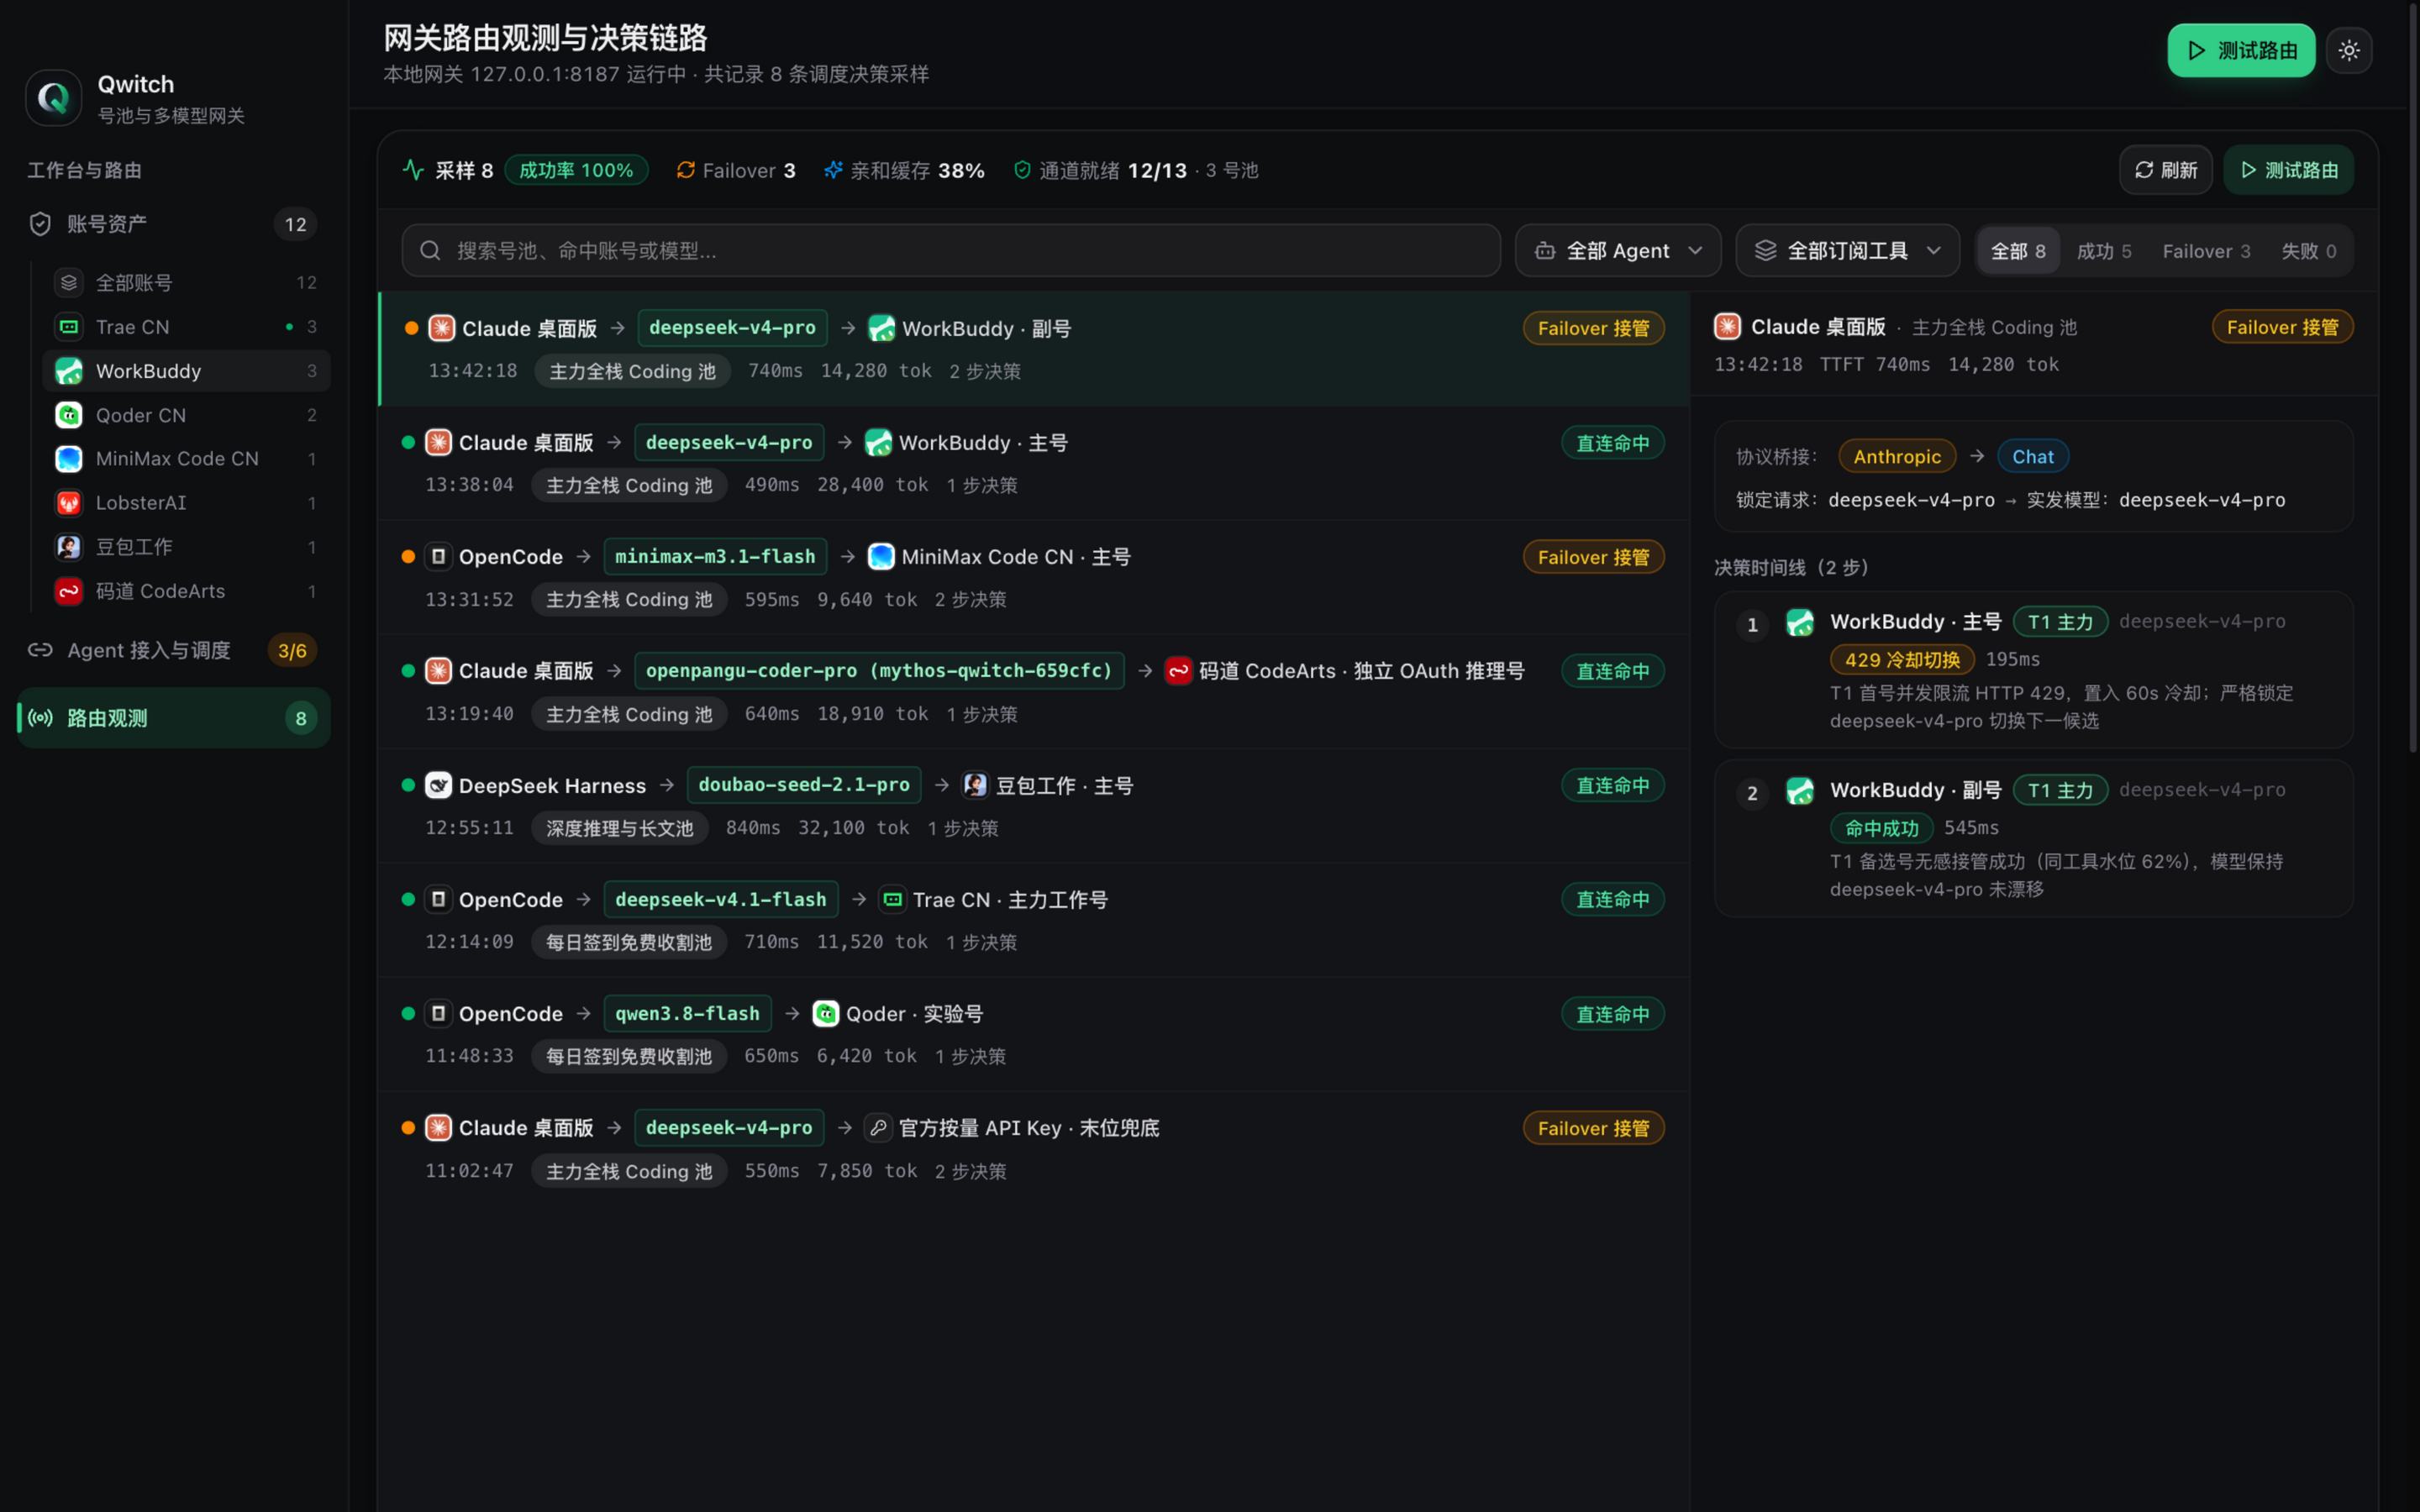 Qwitch
号池与多模型网关
工作台与路由
账号资产 12
全部账号 12
Trae CN 3
WorkBuddy 3
Qoder CN 2
MiniMax Code CN 1
LobsterAI 1
豆包工作 1
码道 CodeArts 1
Agent 接入与调度 3/6
路由观测 8
网关路由观测与决策链路
本地网关 127.0.0.1:8187 运行中 · 共记录 8 条调度决策采样
测试路由
采样 8 成功率 100% Failover 3 亲和缓存 38% 通道就绪 12/13 · 3 号池
刷新 测试路由
搜索号池、命中账号或模型... 全部 Agent 全部订阅工具 全部 8 成功 5 Failover 3 失败 0
Claude 桌面版 → deepseek-v4-pro → WorkBuddy · 副号 Failover 接管
13:42:18 主力全栈 Coding 池 740ms 14,280 tok 2 步决策
Claude 桌面版 → deepseek-v4-pro → WorkBuddy · 主号 直连命中
13:38:04 主力全栈 Coding 池 490ms 28,400 tok 1 步决策
OpenCode → minimax-m3.1-flash → MiniMax Code CN · 主号 Failover 接管
13:31:52 主力全栈 Coding 池 595ms 9,640 tok 2 步决策
Claude 桌面版 → openpangu-coder-pro (mythos-qwitch-659cfc) → 码道 CodeArts · 独立 OAuth 推理号 直连命中
13:19:40 主力全栈 Coding 池 640ms 18,910 tok 1 步决策
DeepSeek Harness → doubao-seed-2.1-pro → 豆包工作 · 主号 直连命中
12:55:11 深度推理与长文池 840ms 32,100 tok 1 步决策
OpenCode → deepseek-v4.1-flash → Trae CN · 主力工作号 直连命中
12:14:09 每日签到免费收割池 710ms 11,520 tok 1 步决策
OpenCode → qwen3.8-flash → Qoder · 实验号 直连命中
11:48:33 每日签到免费收割池 650ms 6,420 tok 1 步决策
Claude 桌面版 → deepseek-v4-pro → 官方按量 API Key · 末位兜底 Failover 接管
11:02:47 主力全栈 Coding 池 550ms 7,850 tok 2 步决策
Claude 桌面版 · 主力全栈 Coding 池 Failover 接管
13:42:18 TTFT 740ms 14,280 tok
协议桥接： Anthropic → Chat
锁定请求：deepseek-v4-pro → 实发模型：deepseek-v4-pro
决策时间线（2 步）
1 WorkBuddy · 主号 T1 主力 deepseek-v4-pro
429 冷却切换 195ms
T1 首号并发限流 HTTP 429，置入 60s 冷却；严格锁定
deepseek-v4-pro 切换下一候选
2 WorkBuddy · 副号 T1 主力 deepseek-v4-pro
命中成功 545ms
T1 备选号无感接管成功（同工具水位 62%），模型保持
deepseek-v4-pro 未漂移